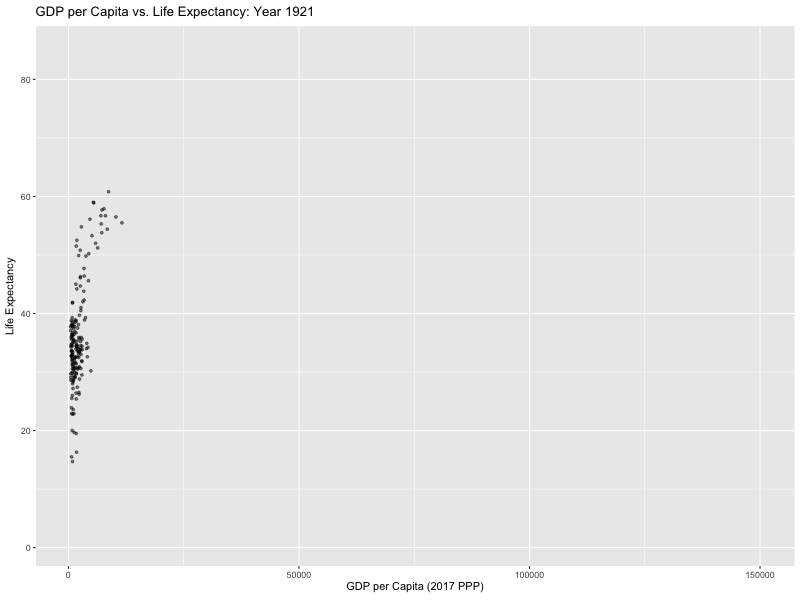 GDP per Capita vs. Life Expectancy: Year 1921
80
60
40
20
0
Life Expectancy
0 50000 100000 150000
GDP per Capita (2017 PPP)